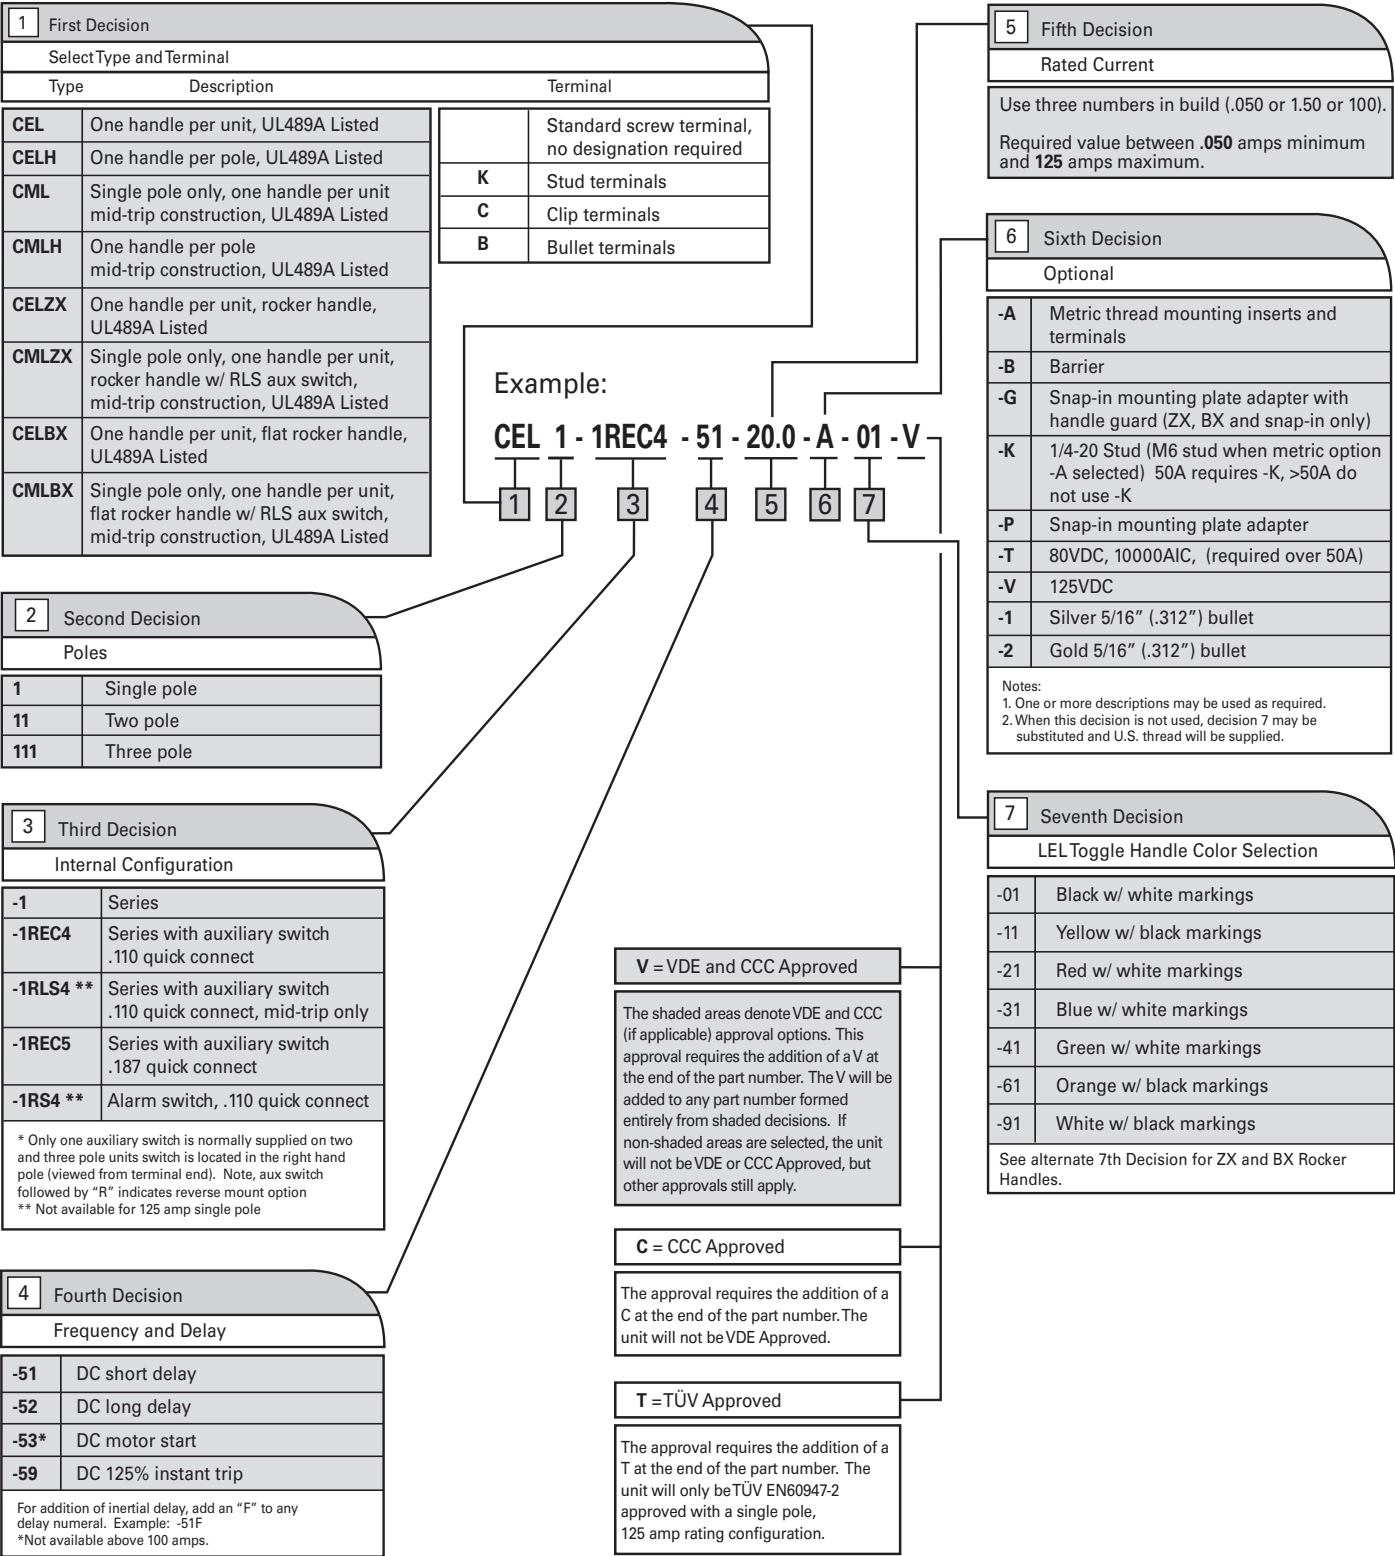 1 First Decision
Select Type and Terminal
Type Description Terminal
CEL One handle per unit, UL489A Listed
CELH One handle per pole, UL489A Listed
CML Single pole only, one handle per unit
mid-trip construction, UL489A Listed
CMLH One handle per pole
mid-trip construction, UL489A Listed
CELZX One handle per unit, rocker handle,
UL489A Listed
CMLZX Single pole only, one handle per unit,
rocker handle w/ RLS aux switch,
mid-trip construction, UL489A Listed
CELBX One handle per unit, flat rocker handle,
UL489A Listed
CMLBX Single pole only, one handle per unit,
flat rocker handle w/ RLS aux switch,
mid-trip construction, UL489A Listed
Standard screw terminal,
no designation required
K Stud terminals
C Clip terminals
B Bullet terminals
Example:
CEL 1 - 1REC4 - 51 - 20.0 - A - 01 - V
1 2 3 4 5 6 7
2 Second Decision
Poles
1 Single pole
11 Two pole
111 Three pole
3 Third Decision
Internal Configuration
-1 Series
-1REC4 Series with auxiliary switch
.110 quick connect
-1RLS4 ** Series with auxiliary switch
.110 quick connect, mid-trip only
-1REC5 Series with auxiliary switch
.187 quick connect
-1RS4 ** Alarm switch, .110 quick connect
* Only one auxiliary switch is normally supplied on two
and three pole units switch is located in the right hand
pole (viewed from terminal end). Note, aux switch
followed by "R" indicates reverse mount option
** Not available for 125 amp single pole
4 Fourth Decision
Frequency and Delay
-51 DC short delay
-52 DC long delay
-53* DC motor start
-59 DC 125% instant trip
For addition of inertial delay, add an "F" to any
delay numeral. Example: -51F
*Not available above 100 amps.
V = VDE and CCC Approved
The shaded areas denote VDE and CCC
(if applicable) approval options. This
approval requires the addition of a V at
the end of the part number. The V will be
added to any part number formed
entirely from shaded decisions. If
non-shaded areas are selected, the unit
will not be VDE or CCC Approved, but
other approvals still apply.
C = CCC Approved
The approval requires the addition of a
C at the end of the part number. The
unit will not be VDE Approved.
T = TÜV Approved
The approval requires the addition of a
T at the end of the part number. The
unit will only be TÜV EN60947-2
approved with a single pole,
125 amp rating configuration.
5 Fifth Decision
Rated Current
Use three numbers in build (.050 or 1.50 or 100).
Required value between .050 amps minimum
and 125 amps maximum.
6 Sixth Decision
Optional
-A Metric thread mounting inserts and
terminals
-B Barrier
-G Snap-in mounting plate adapter with
handle guard (ZX, BX and snap-in only)
-K 1/4-20 Stud (M6 stud when metric option
-A selected) 50A requires -K, >50A do
not use -K
-P Snap-in mounting plate adapter
-T 80VDC, 10000AIC, (required over 50A)
-V 125VDC
-1 Silver 5/16" (.312") bullet
-2 Gold 5/16" (.312") bullet
Notes:
1. One or more descriptions may be used as required.
2. When this decision is not used, decision 7 may be
substituted and U.S. thread will be supplied.
7 Seventh Decision
LEL Toggle Handle Color Selection
-01 Black w/ white markings
-11 Yellow w/ black markings
-21 Red w/ white markings
-31 Blue w/ white markings
-41 Green w/ white markings
-61 Orange w/ black markings
-91 White w/ black markings
See alternate 7th Decision for ZX and BX Rocker
Handles.